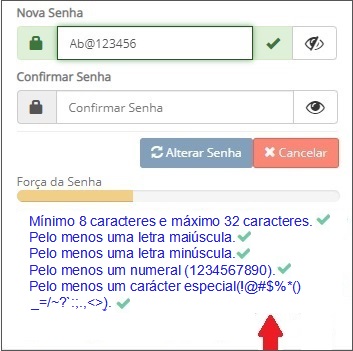 Nova Senha
Ab@123456
Confirmar Senha
Confirmar Senha
Alterar Senha
Cancelar
Força da Senha
Mínimo 8 caracteres e máximo 32 caracteres.
Pelo menos uma letra maiúscula.
Pelo menos uma letra minúscula.
Pelo menos um numeral (1234567890).
Pelo menos um carácter especial(!@#$%*()
_=/~?`:;.,<>).